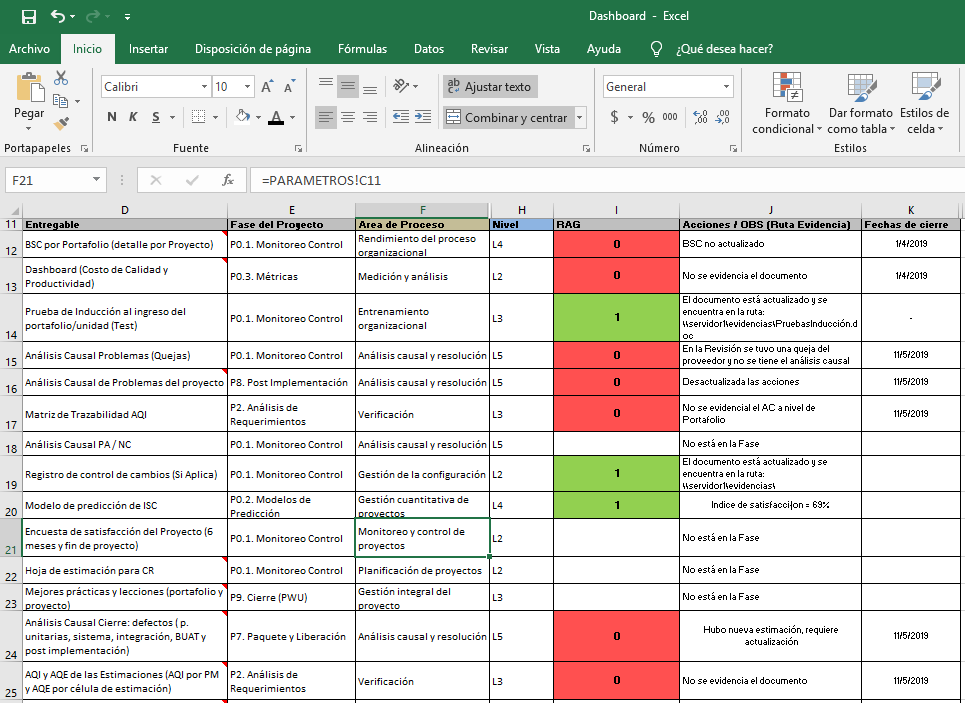 Dashboard - Excel
Archivo Inicio Insertar Disposición de página Fórmulas Datos Revisar Vista Ayuda ¿Qué desea hacer?
Pegar
Portapapeles
Calibri 10 A A
N K S A
Fuente
ab c Ajustar texto
Combinar y centrar
Alineación
General
$ % 000 ,00 ,00
Número
Formato condicional
Dar formato como tabla
Estilos de celda
Estilos
F21 fx =PARAMETROS!C11
D E F H I J K
11 Entregable Fase del Proyecto Area de Proceso Nivel RAG Acciones / OBS (Ruta Evidencia) Fechas de cierre
12 BSC por Portafolio (detalle por Proyecto) P0.1. Monitoreo Control Rendimiento del proceso organizacional L4 0 BSC no actualizado 1/4/2019
13 Dashboard (Costo de Calidad y Productividad) P0.3. Métricas Medición y análisis L2 0 No se evidencia el documento 1/4/2019
14 Prueba de Inducción al ingreso del portafolio/unidad (Test) P0.1. Monitoreo Control Entrenamiento organizacional L3 1 El documento está actualizado y se encuentra en la ruta: \\servidor1\evidencias\PruebasInducción.doc -
15 Análisis Causal Problemas (Quejas) P0.1. Monitoreo Control Análisis causal y resolución L5 0 En la Revisión se tuvo una queja del proveedor y no se tiene el análisis causal 11/5/2019
16 Análisis Causal de Problemas del proyecto P8. Post Implementación Análisis causal y resolución L5 0 Desactualizada las acciones 11/5/2019
17 Matriz de Trazabilidad AQI P2. Análisis de Requerimientos Verificación L3 0 No se evidencial el AC a nivel de Portafolio 11/5/2019
18 Análisis Causal PA / NC P0.1. Monitoreo Control Análisis causal y resolución L5 No está en la Fase
19 Registro de control de cambios (Si Aplica) P0.1. Monitoreo Control Gestión de la configuración L2 1 El documento está actualizado y se encuentra en la ruta: \\servidor1\evidencias\
20 Modelo de predicción de ISC P0.2. Modelos de Predicción Gestión cuantitativa de proyectos L4 1 Indice de satisfacción = 69%
21 Encuesta de satisfacción del Proyecto (6 meses y fin de proyecto) P0.1. Monitoreo Control Monitoreo y control de proyectos L2 No está en la Fase
22 Hoja de estimación para CR P0.1. Monitoreo Control Planificación de proyectos L2 No está en la Fase
23 Mejores prácticas y lecciones (portafolio y proyecto) P9. Cierre (PWU) Gestión integral del proyecto L3 No está en la Fase
24 Análisis Causal Cierre: defectos ( p. unitarias, sistema, integración, BUAT y post implementación) P7. Paquete y Liberación Análisis causal y resolución L5 0 Hubo nueva estimación, requiere actualización 11/5/2019
25 AQI y AQE de las Estimaciones (AQI por PM y AQE por célula de estimación) P2. Análisis de Requerimientos Verificación L3 0 No se evidencia el documento 11/5/2019